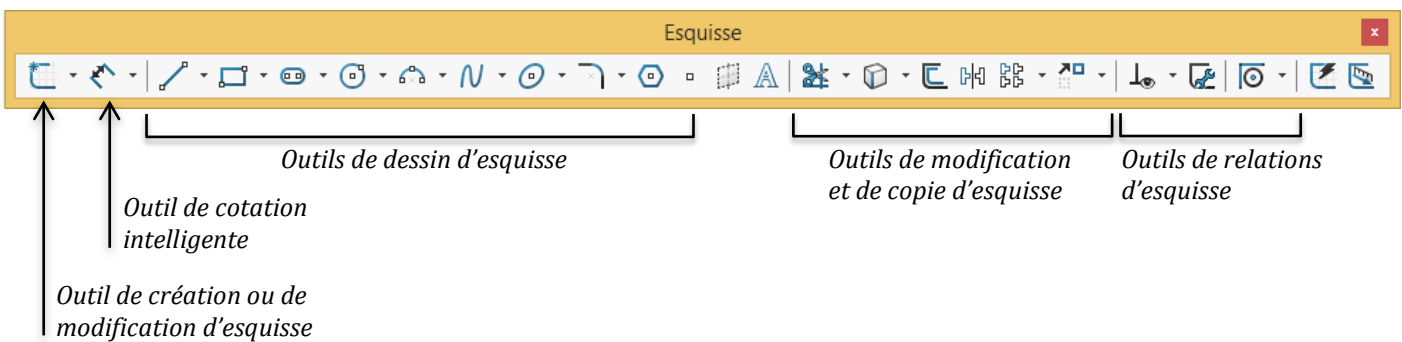 Esquisse
x
Outils de dessin d’esquisse
Outils de modification
et de copie d’esquisse
Outils de relations
d’esquisse
Outil de cotation
intelligente
Outil de création ou de
modification d’esquisse